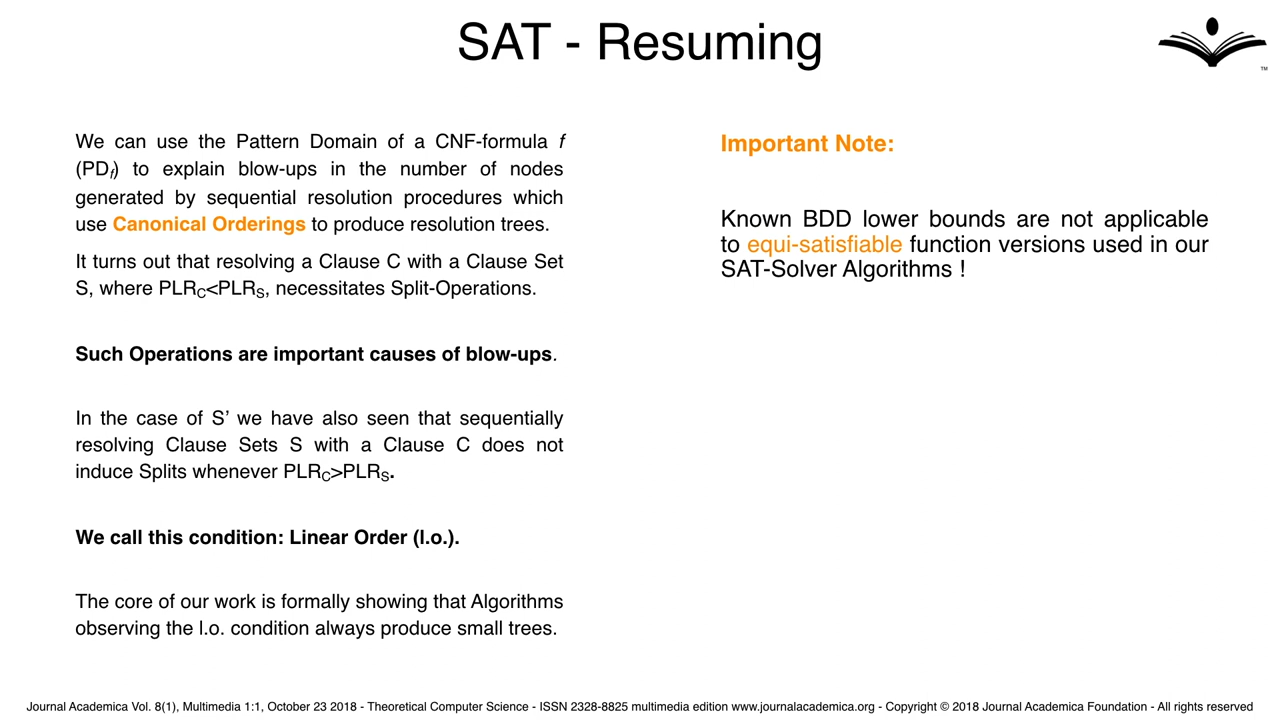 SAT - Resuming
TM
We can use the Pattern Domain of a CNF-formula f
(PDf) to explain blow-ups in the number of nodes
generated by sequential resolution procedures which
use Canonical Orderings to produce resolution trees.
It turns out that resolving a Clause C with a Clause Set
S, where PLRC<PLRS, necessitates Split-Operations.
Such Operations are important causes of blow-ups.
In the case of S’ we have also seen that sequentially
resolving Clause Sets S with a Clause C does not
induce Splits whenever PLRC>PLRS.
We call this condition: Linear Order (l.o.).
The core of our work is formally showing that Algorithms
observing the l.o. condition always produce small trees.
Important Note:
Known BDD lower bounds are not applicable
to equi-satisfiable function versions used in our
SAT-Solver Algorithms !
Journal Academica Vol. 8(1), Multimedia 1:1, October 23 2018 - Theoretical Computer Science - ISSN 2328-8825 multimedia edition www.journalacademica.org - Copyright © 2018 Journal Academica Foundation - All rights reserved